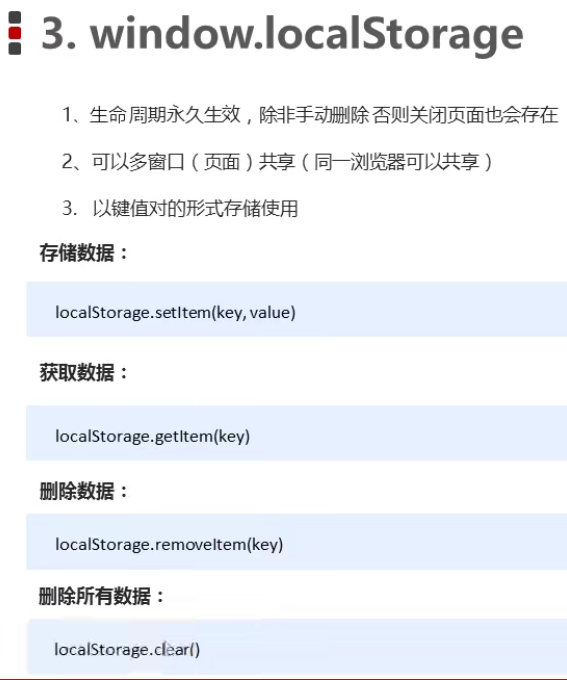 3. window.localStorage
1、生命周期永久生效，除非手动删除 否则关闭页面也会存在
2、可以多窗口（页面）共享（同一浏览器可以共享）
3. 以键值对的形式存储使用
存储数据：
localStorage.setItem(key, value)
获取数据：
localStorage.getItem(key)
删除数据：
localStorage.removeItem(key)
删除所有数据：
localStorage.clear()